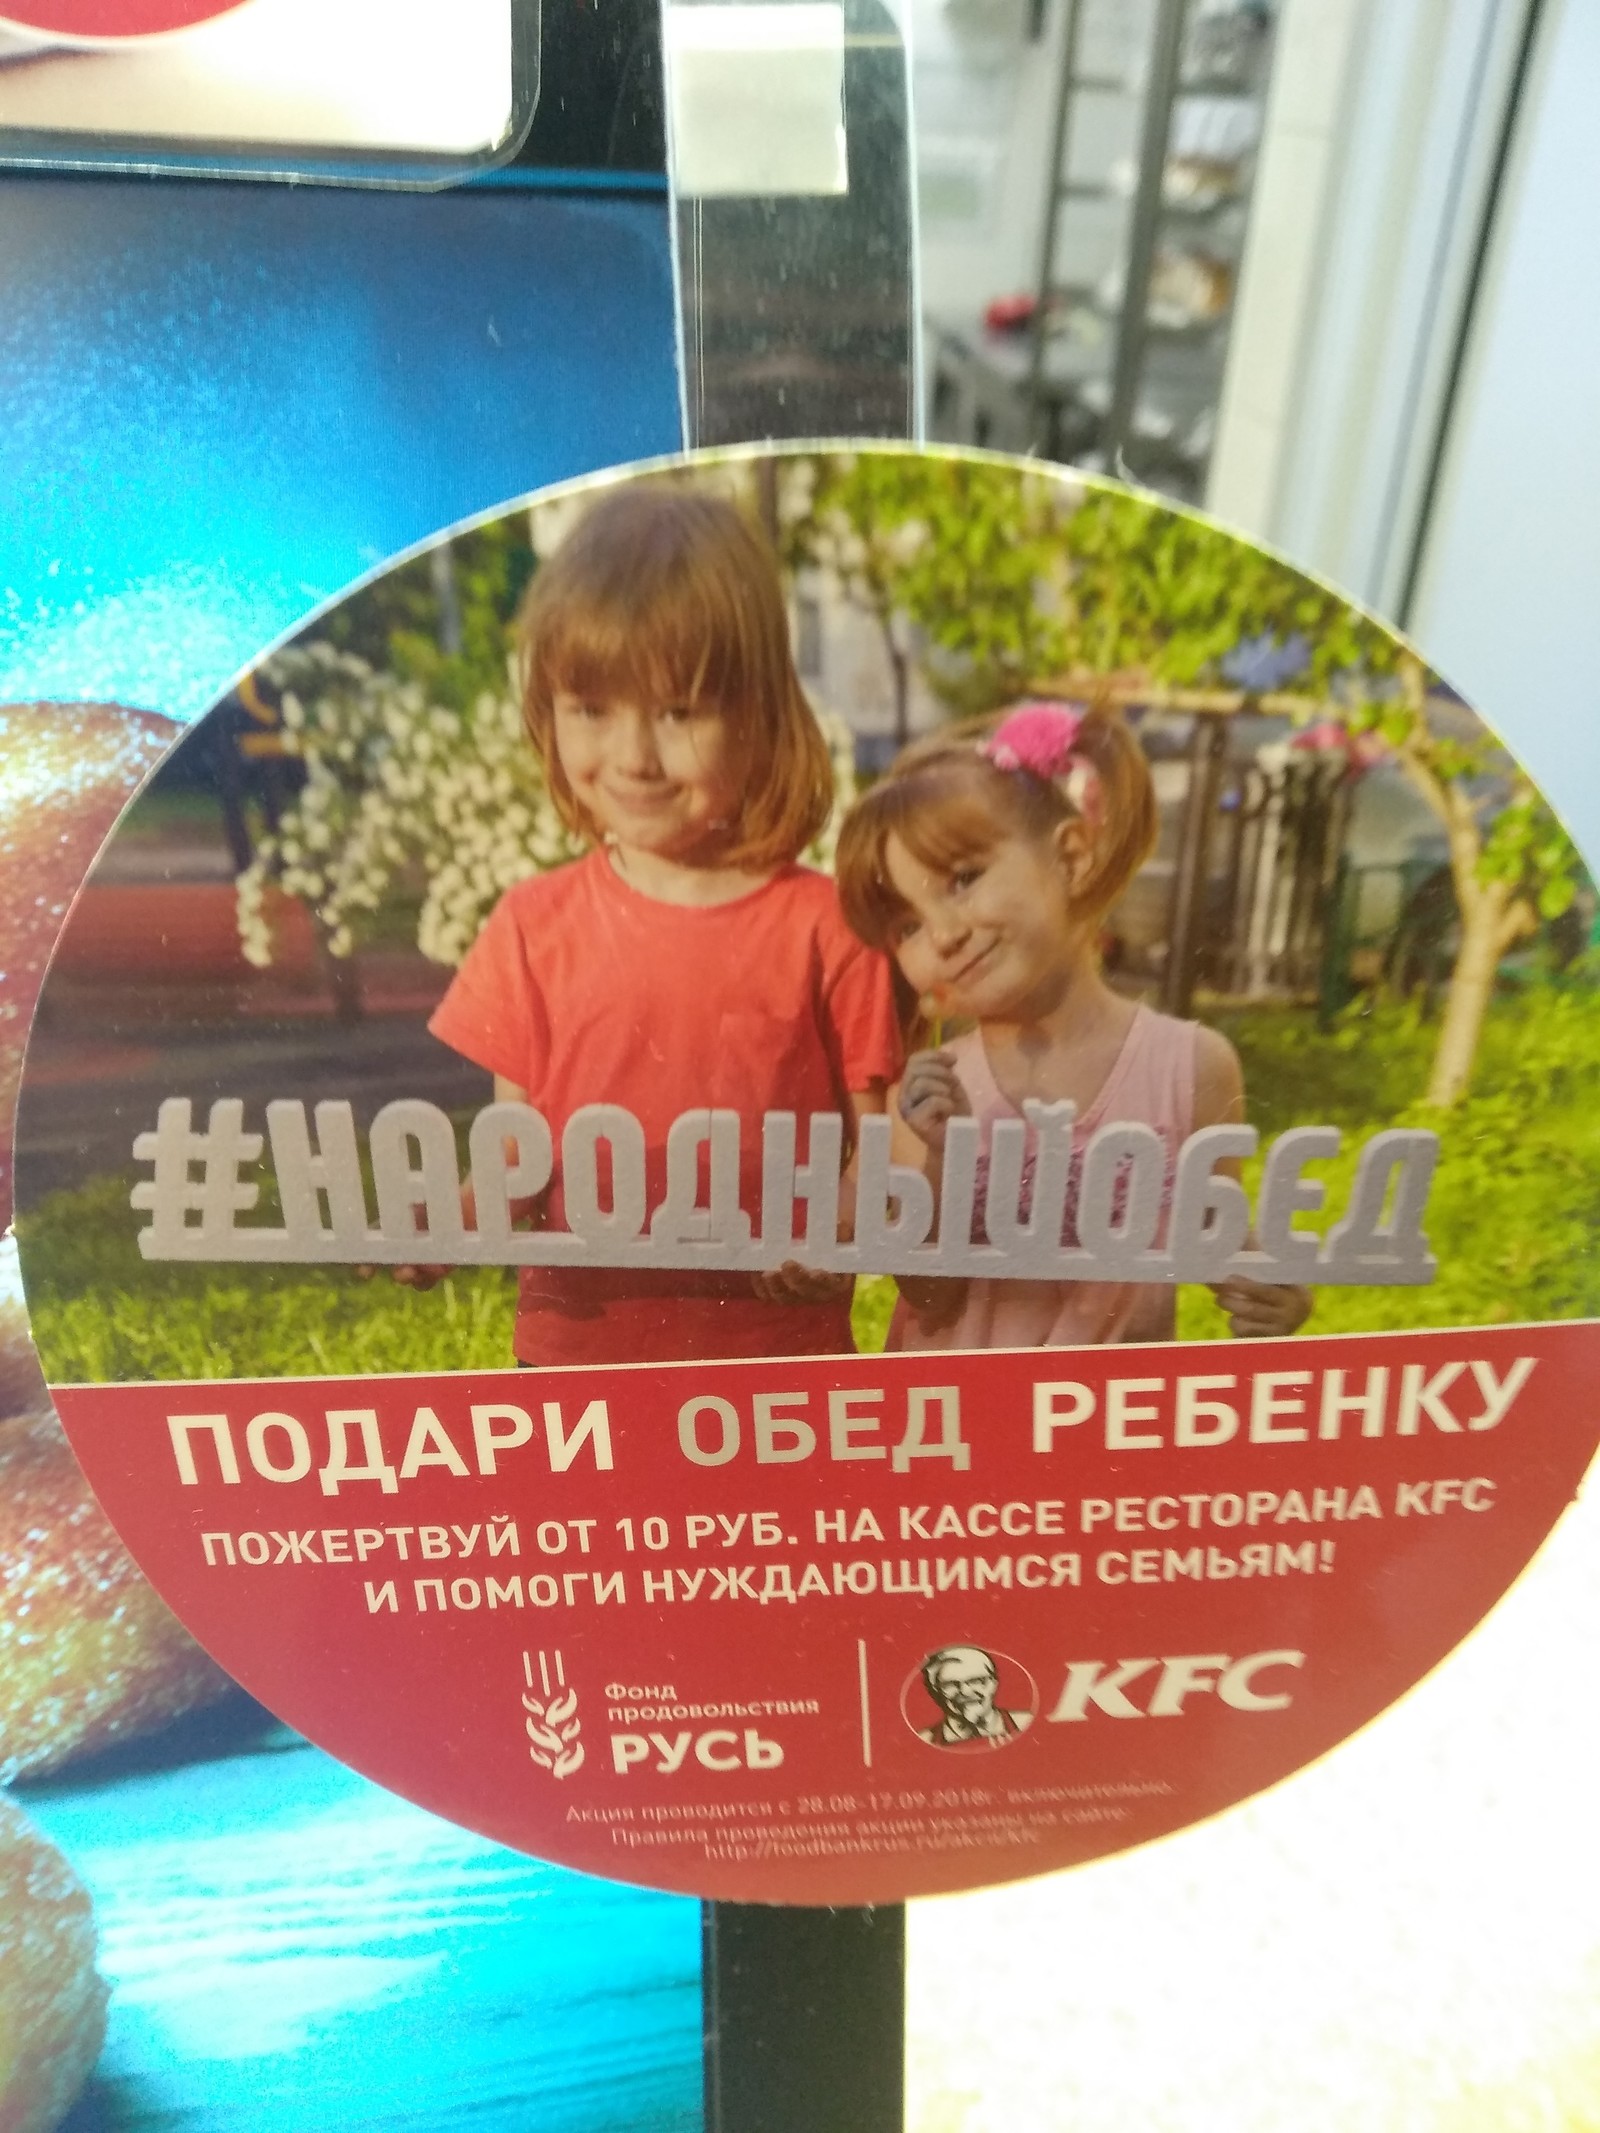 #НАРОДНЫЙОБЕД
ПОДАРИ ОБЕД РЕБЕНКУ
ПОЖЕРТВУЙ ОТ 10 РУБ. НА КАССЕ РЕСТОРАНА KFC
И ПОМОГИ НУЖДАЮЩИМСЯ СЕМЬЯМ!
Фонд
продовольствия
РУСЬ
KFC
Акция проводится с 28.08-17.09.2018г. включительно.
Правила проведения акции указаны на сайте: